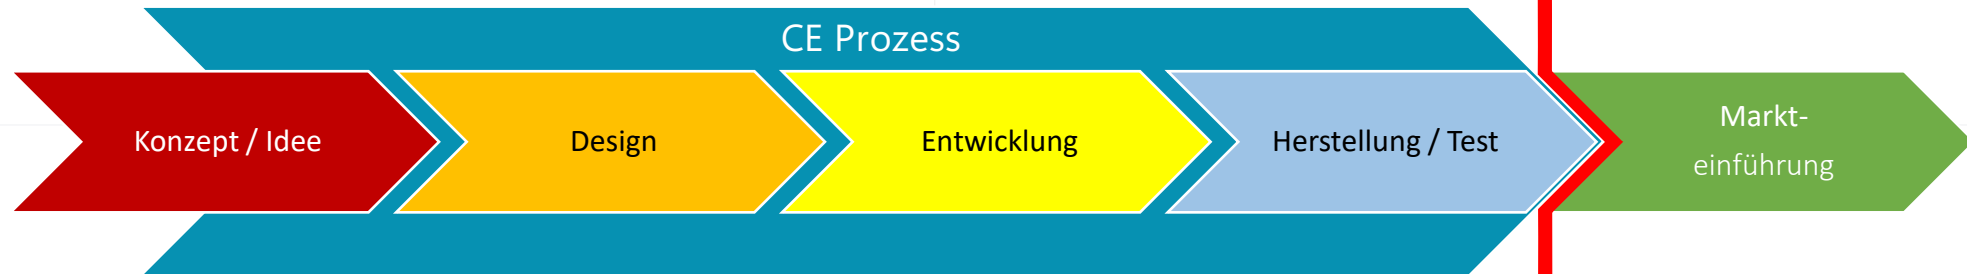 CE Prozess
Konzept / Idee
Design
Entwicklung
Herstellung / Test
Markt-
einführung